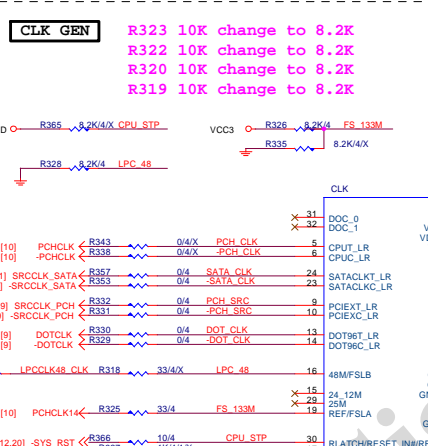 CLK GEN
R323 10K change to 8.2K
R322 10K change to 8.2K
R320 10K change to 8.2K
R319 10K change to 8.2K
D R365 8.2K/4/X CPU_STP VCC3 R326 8.2K/4 FS_133M
R335 8.2K/4/X
R328 8.2K/4 LPC_48
CLK
31 DOC_0
32 DOC_1
[10] PCHCLK R343 0/4/X PCH_CLK 5 CPUT_LR
[10] -PCHCLK R338 0/4/X -PCH_CLK 6 CPUC_LR
] SRCCLK_SATA R357 0/4 SATA_CLK 24 SATACLKT_LR
] -SRCCLK_SATA R353 0/4 -SATA_CLK 23 SATACLKC_LR
9] SRCCLK_PCH R332 0/4 PCH_SRC 9 PCIEXT_LR
] -SRCCLK_PCH R331 0/4 -PCH_SRC 10 PCIEXC_LR
[9] DOTCLK R330 0/4 DOT_CLK 13 DOT96T_LR
[9] -DOTCLK R329 0/4 -DOT_CLK 14 DOT96C_LR
LPCCLK48_CLK R318 33/4/X LPC_48 16 48M/FSLB
15 24_12M
29 25M
[10] PCHCLK14 R325 33/4 FS_133M 19 REF/FSLA
[12,20] -SYS_RST R366 10/4 CPU_STP 30 RLATCH/RESET_IN#/R